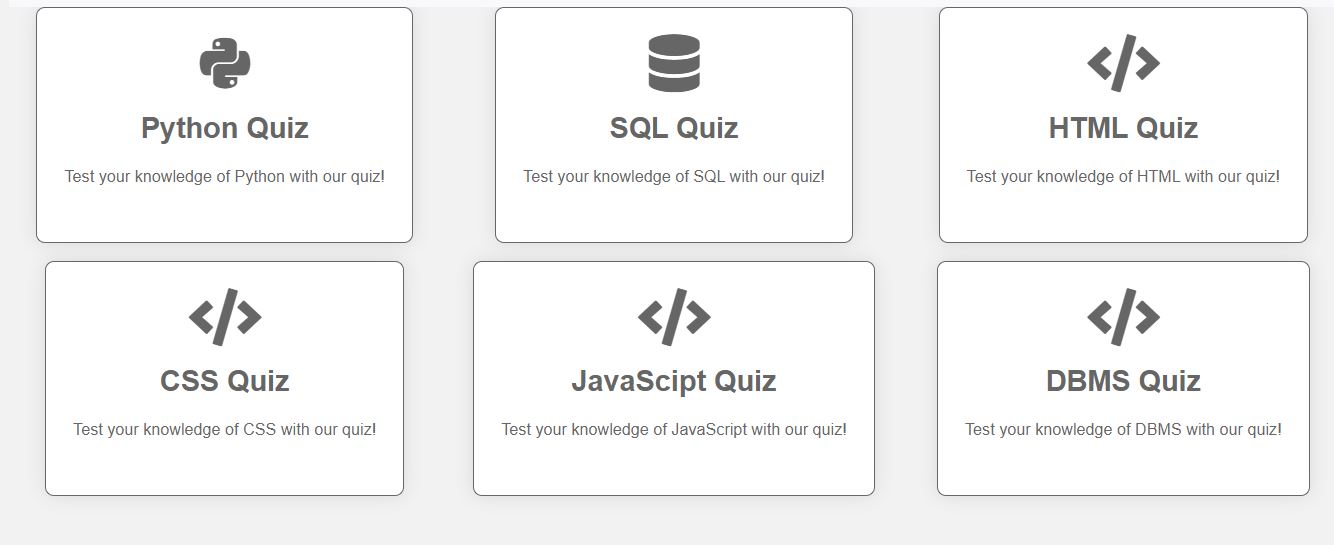 Python Quiz
Test your knowledge of Python with our quiz!
SQL Quiz
Test your knowledge of SQL with our quiz!
HTML Quiz
Test your knowledge of HTML with our quiz!
CSS Quiz
Test your knowledge of CSS with our quiz!
JavaScipt Quiz
Test your knowledge of JavaScript with our quiz!
DBMS Quiz
Test your knowledge of DBMS with our quiz!